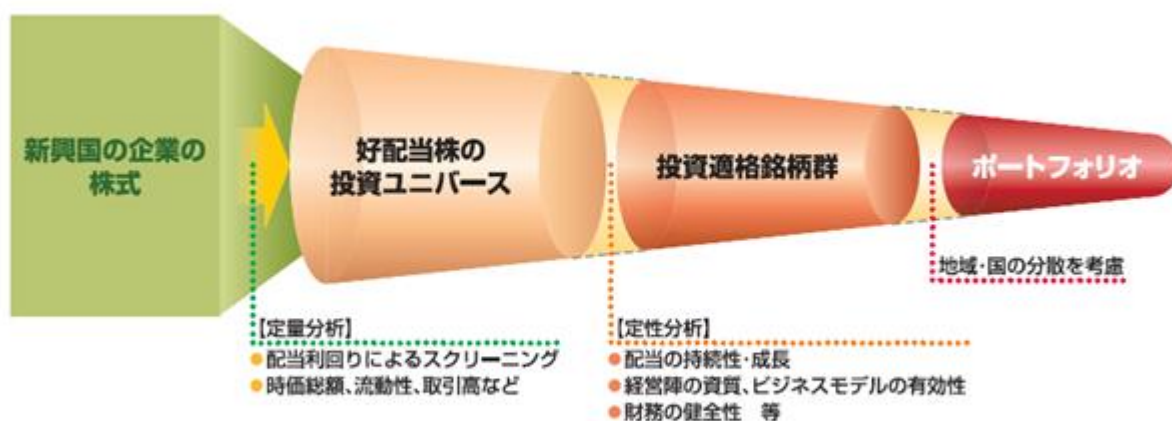 新興国の企業の
株式
好配当株の
投資ユニバース
投資適格銘柄群
ポートフォリオ
地域・国の分散を考慮
【定量分析】
●配当利回りによるスクリーニング
●時価総額、流動性、取引高など
【定性分析】
●配当の持続性・成長
●経営陣の資質、ビジネスモデルの有効性
●財務の健全性　等